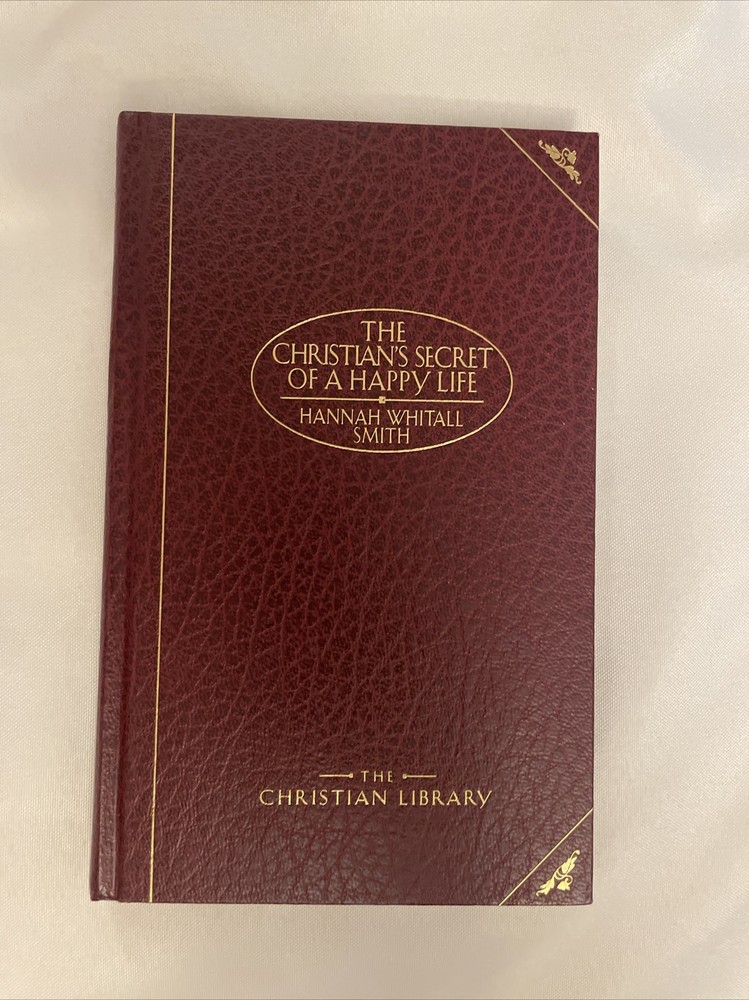 THE
CHRISTIAN'S SECRET
OF A HAPPY LIFE
HANNAH WHITALL
SMITH
THE
CHRISTIAN LIBRARY